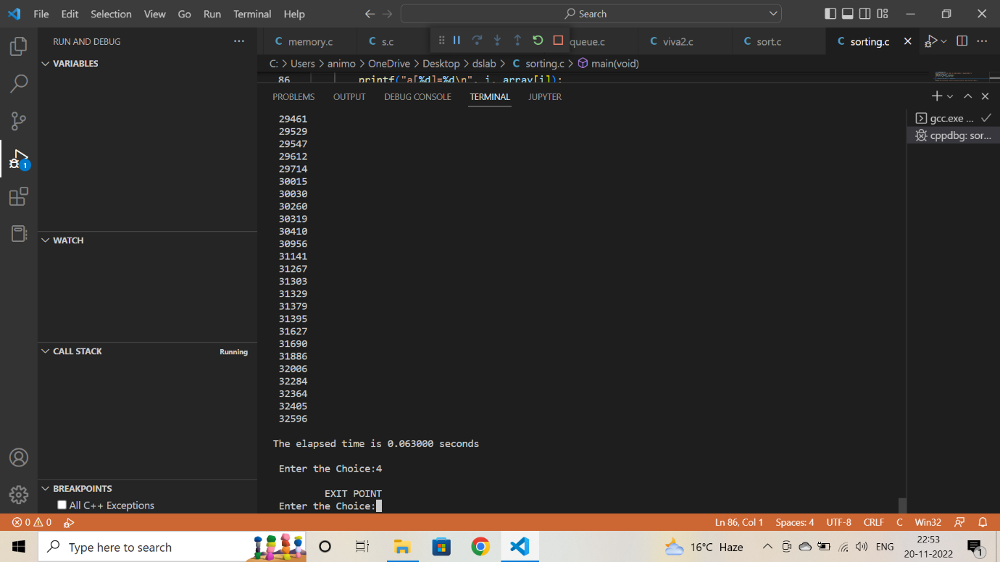 File Edit Selection View Go Run Terminal Help
Search
RUN AND DEBUG
VARIABLES
WATCH
CALL STACK
Running
BREAKPOINTS
All C++ Exceptions
memory.c
s.c
queue.c
viva2.c
sort.c
sorting.c
C: > Users > animo > OneDrive > Desktop > dslab > C sorting.c > main(void)
86 printf("a[%d]=%d\n", i, array[i]);
PROBLEMS OUTPUT DEBUG CONSOLE TERMINAL JUPYTER
29461
29529
29547
29612
29714
30015
30030
30260
30319
30410
30956
31141
31267
31303
31329
31379
31395
31627
31690
31886
32006
32284
32364
32405
32596
The elapsed time is 0.063000 seconds
Enter the Choice:4
EXIT POINT
Enter the Choice:
gcc.exe ...
cppdbg: sor...
1
0 0
Ln 86, Col 1 Spaces: 4 UTF-8 CRLF C Win32
Type here to search
16°C Haze
ENG
22:53
20-11-2022
1